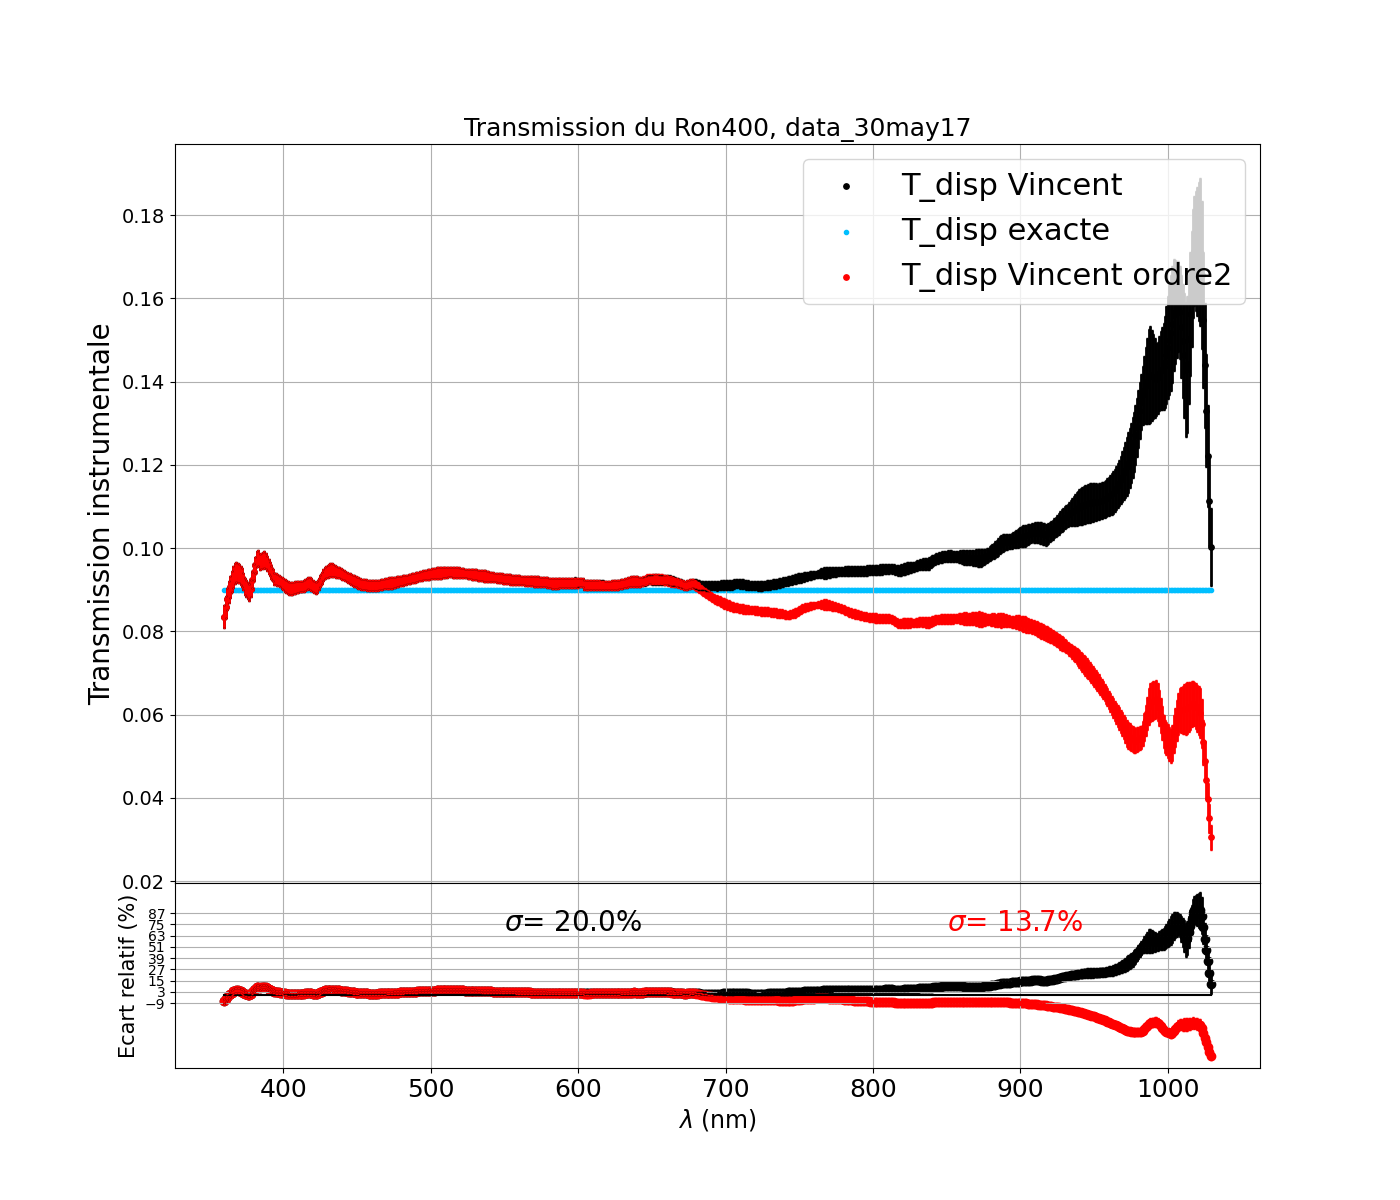 Transmission du Ron400, data_30may17
T_disp Vincent
T_disp exacte
T_disp Vincent ordre2
Transmission instrumentale
0.18
0.16
0.14
0.12
0.10
0.08
0.06
0.04
0.02
Ecart relatif (%)
87
75
63
51
39
27
15
3
−9
σ= 20.0%
σ= 13.7%
400 500 600 700 800 900 1000
λ (nm)